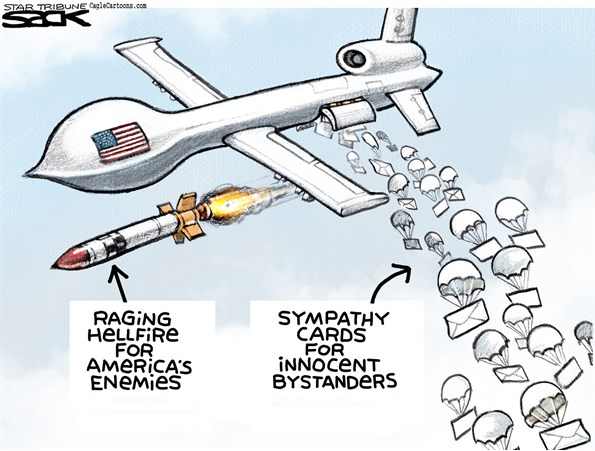 STAR TRIBUNE CagleCartoons.com
SACK
RAGING
HELLFIRE
FOR
AMERICA'S
ENEMIES
SYMPATHY
CARDS
FOR
INNOCENT
BYSTANDERS